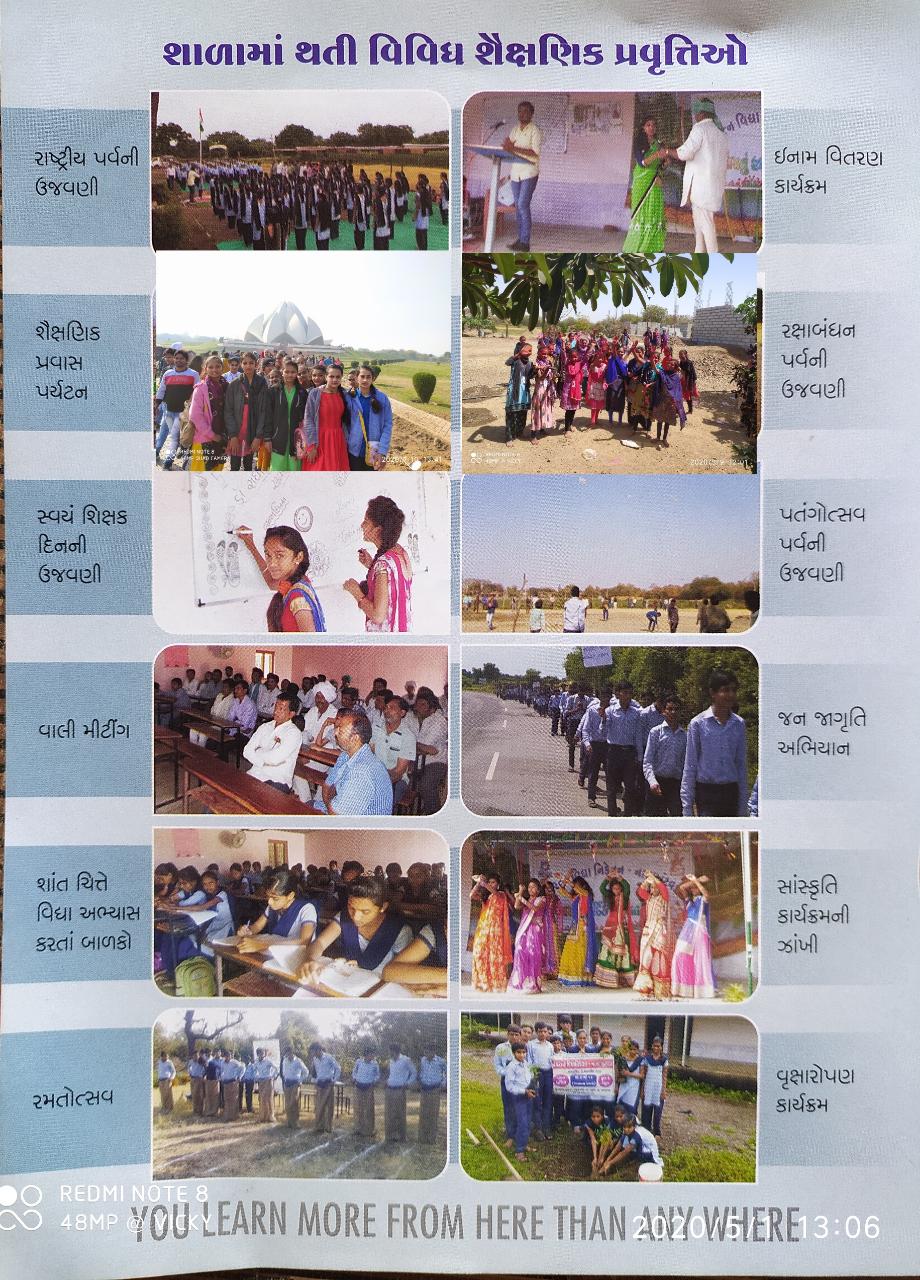 શાળામાં થતી વિવિધ શૈક્ષણિક પ્રવૃત્તિઓ
રાષ્ટ્રીય પર્વની
ઉજવણી
ઈનામ વિતરણ
કાર્યક્રમ
શૈક્ષણિક
પ્રવાસ
પર્યટન
રક્ષાબંધન
પર્વની
ઉજવણી
સ્વયં શિક્ષક
દિનની
ઉજવણી
પતંગોત્સવ
પર્વની
ઉજવણી
વાલી મીટીંગ
જન જાગૃતિ
અભિયાન
શાંત ચિત્તે
વિદ્યા અભ્યાસ
કરતાં બાળકો
સાંસ્કૃતિ
કાર્યક્રમની
ઝાંખી
રમતોત્સવ
વૃક્ષારોપણ
કાર્યક્રમ
YOU LEARN MORE FROM HERE THAN ANY WHERE
REDMI NOTE 8
48MP @ VICKY
2020/5/1 13:06